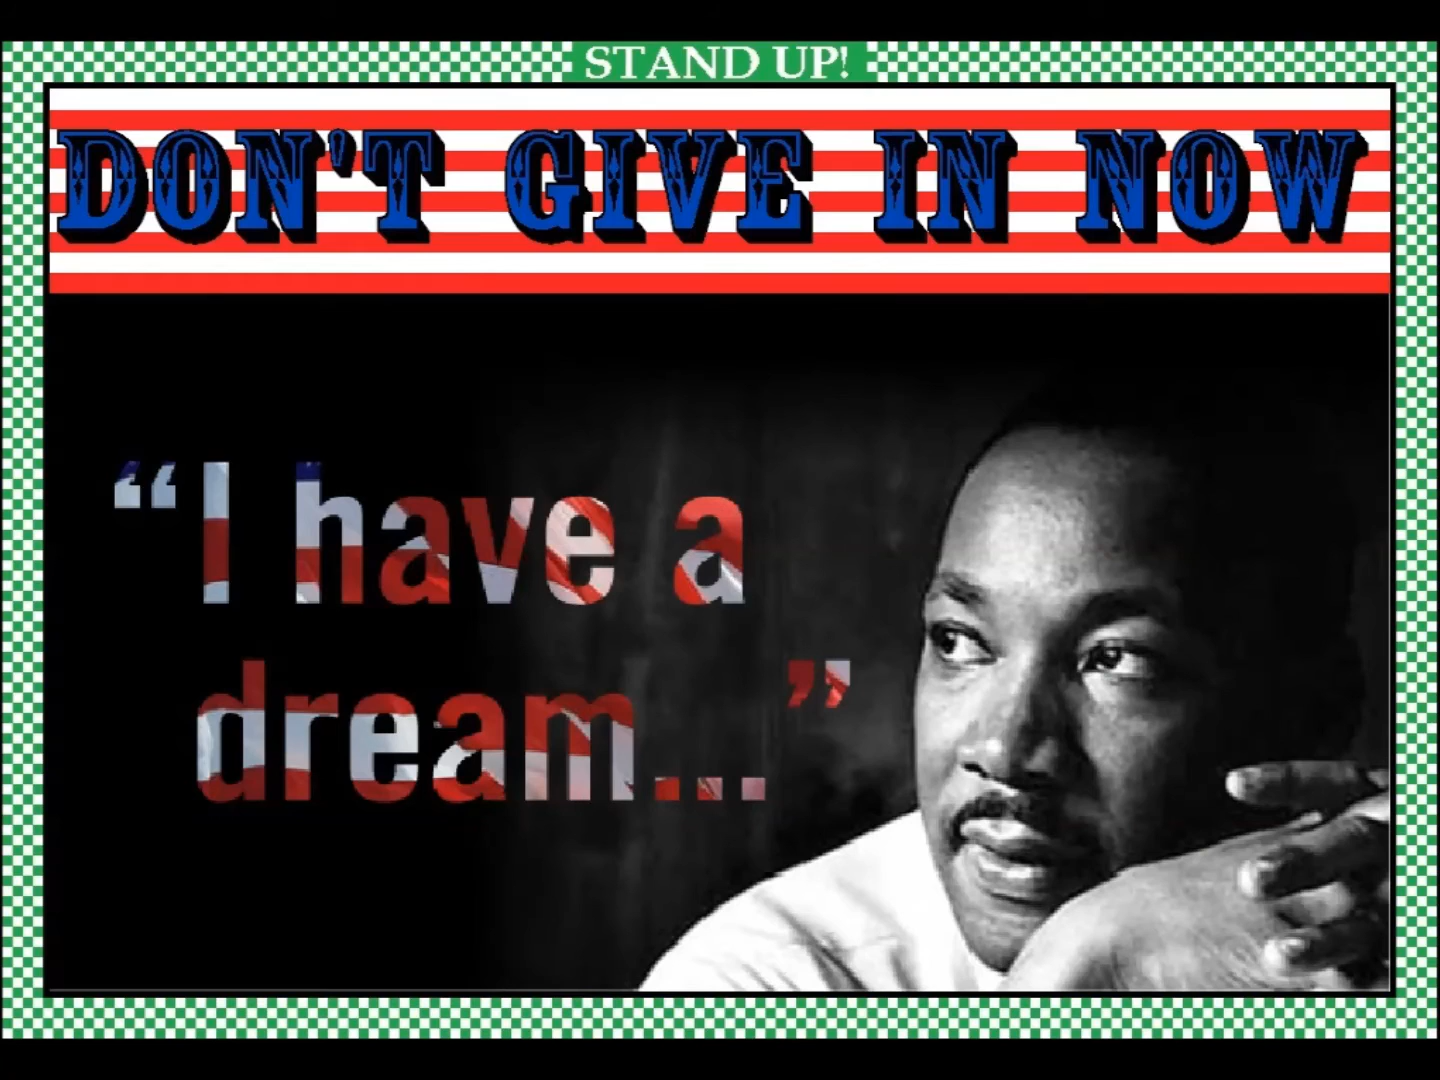 STAND UP!
DON'T GIVE IN NOW
“I have a
dream...”